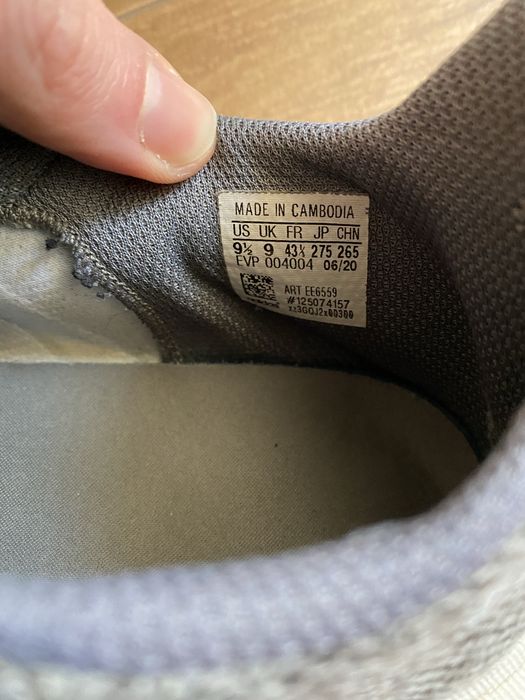 MADE IN CAMBODIA
US UK FR JP CHN
9½ 9 43⅓ 275 265
EVP 004004 06/20
ART EE6559
#125074157
adidas